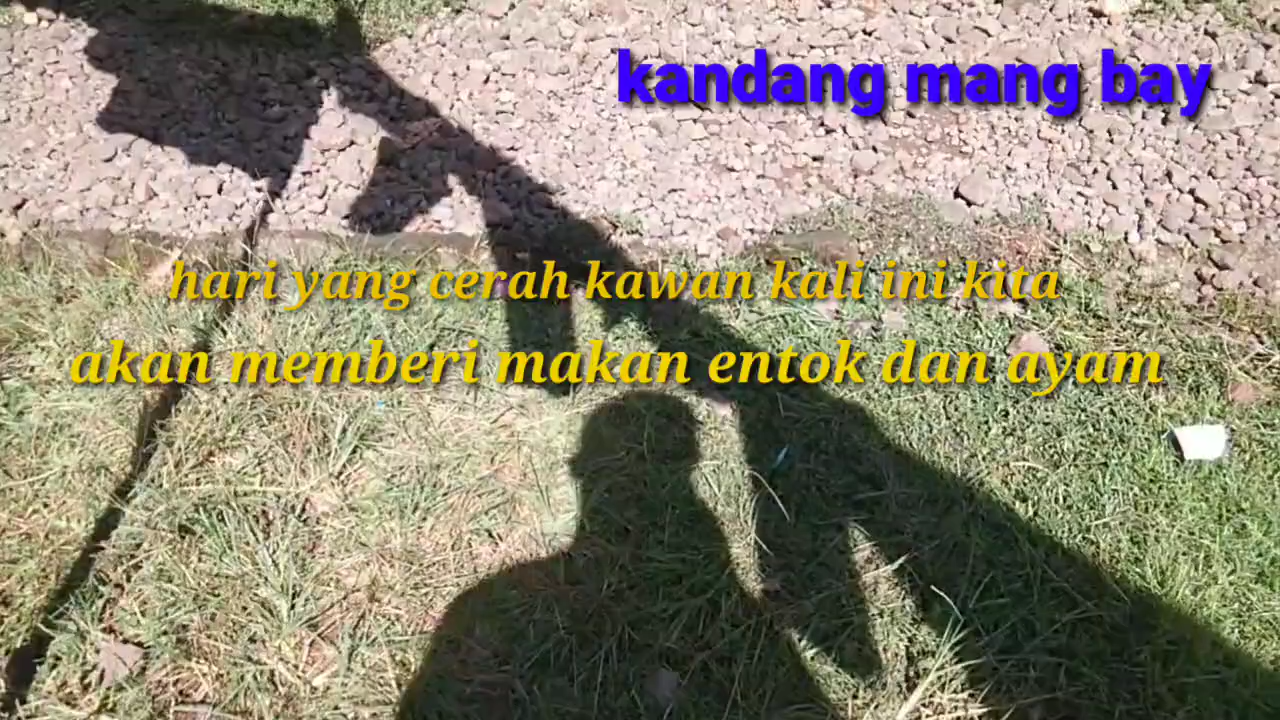 kandang mang bay
hari yang cerah kawan kali ini kita
akan memberi makan entok dan ayam